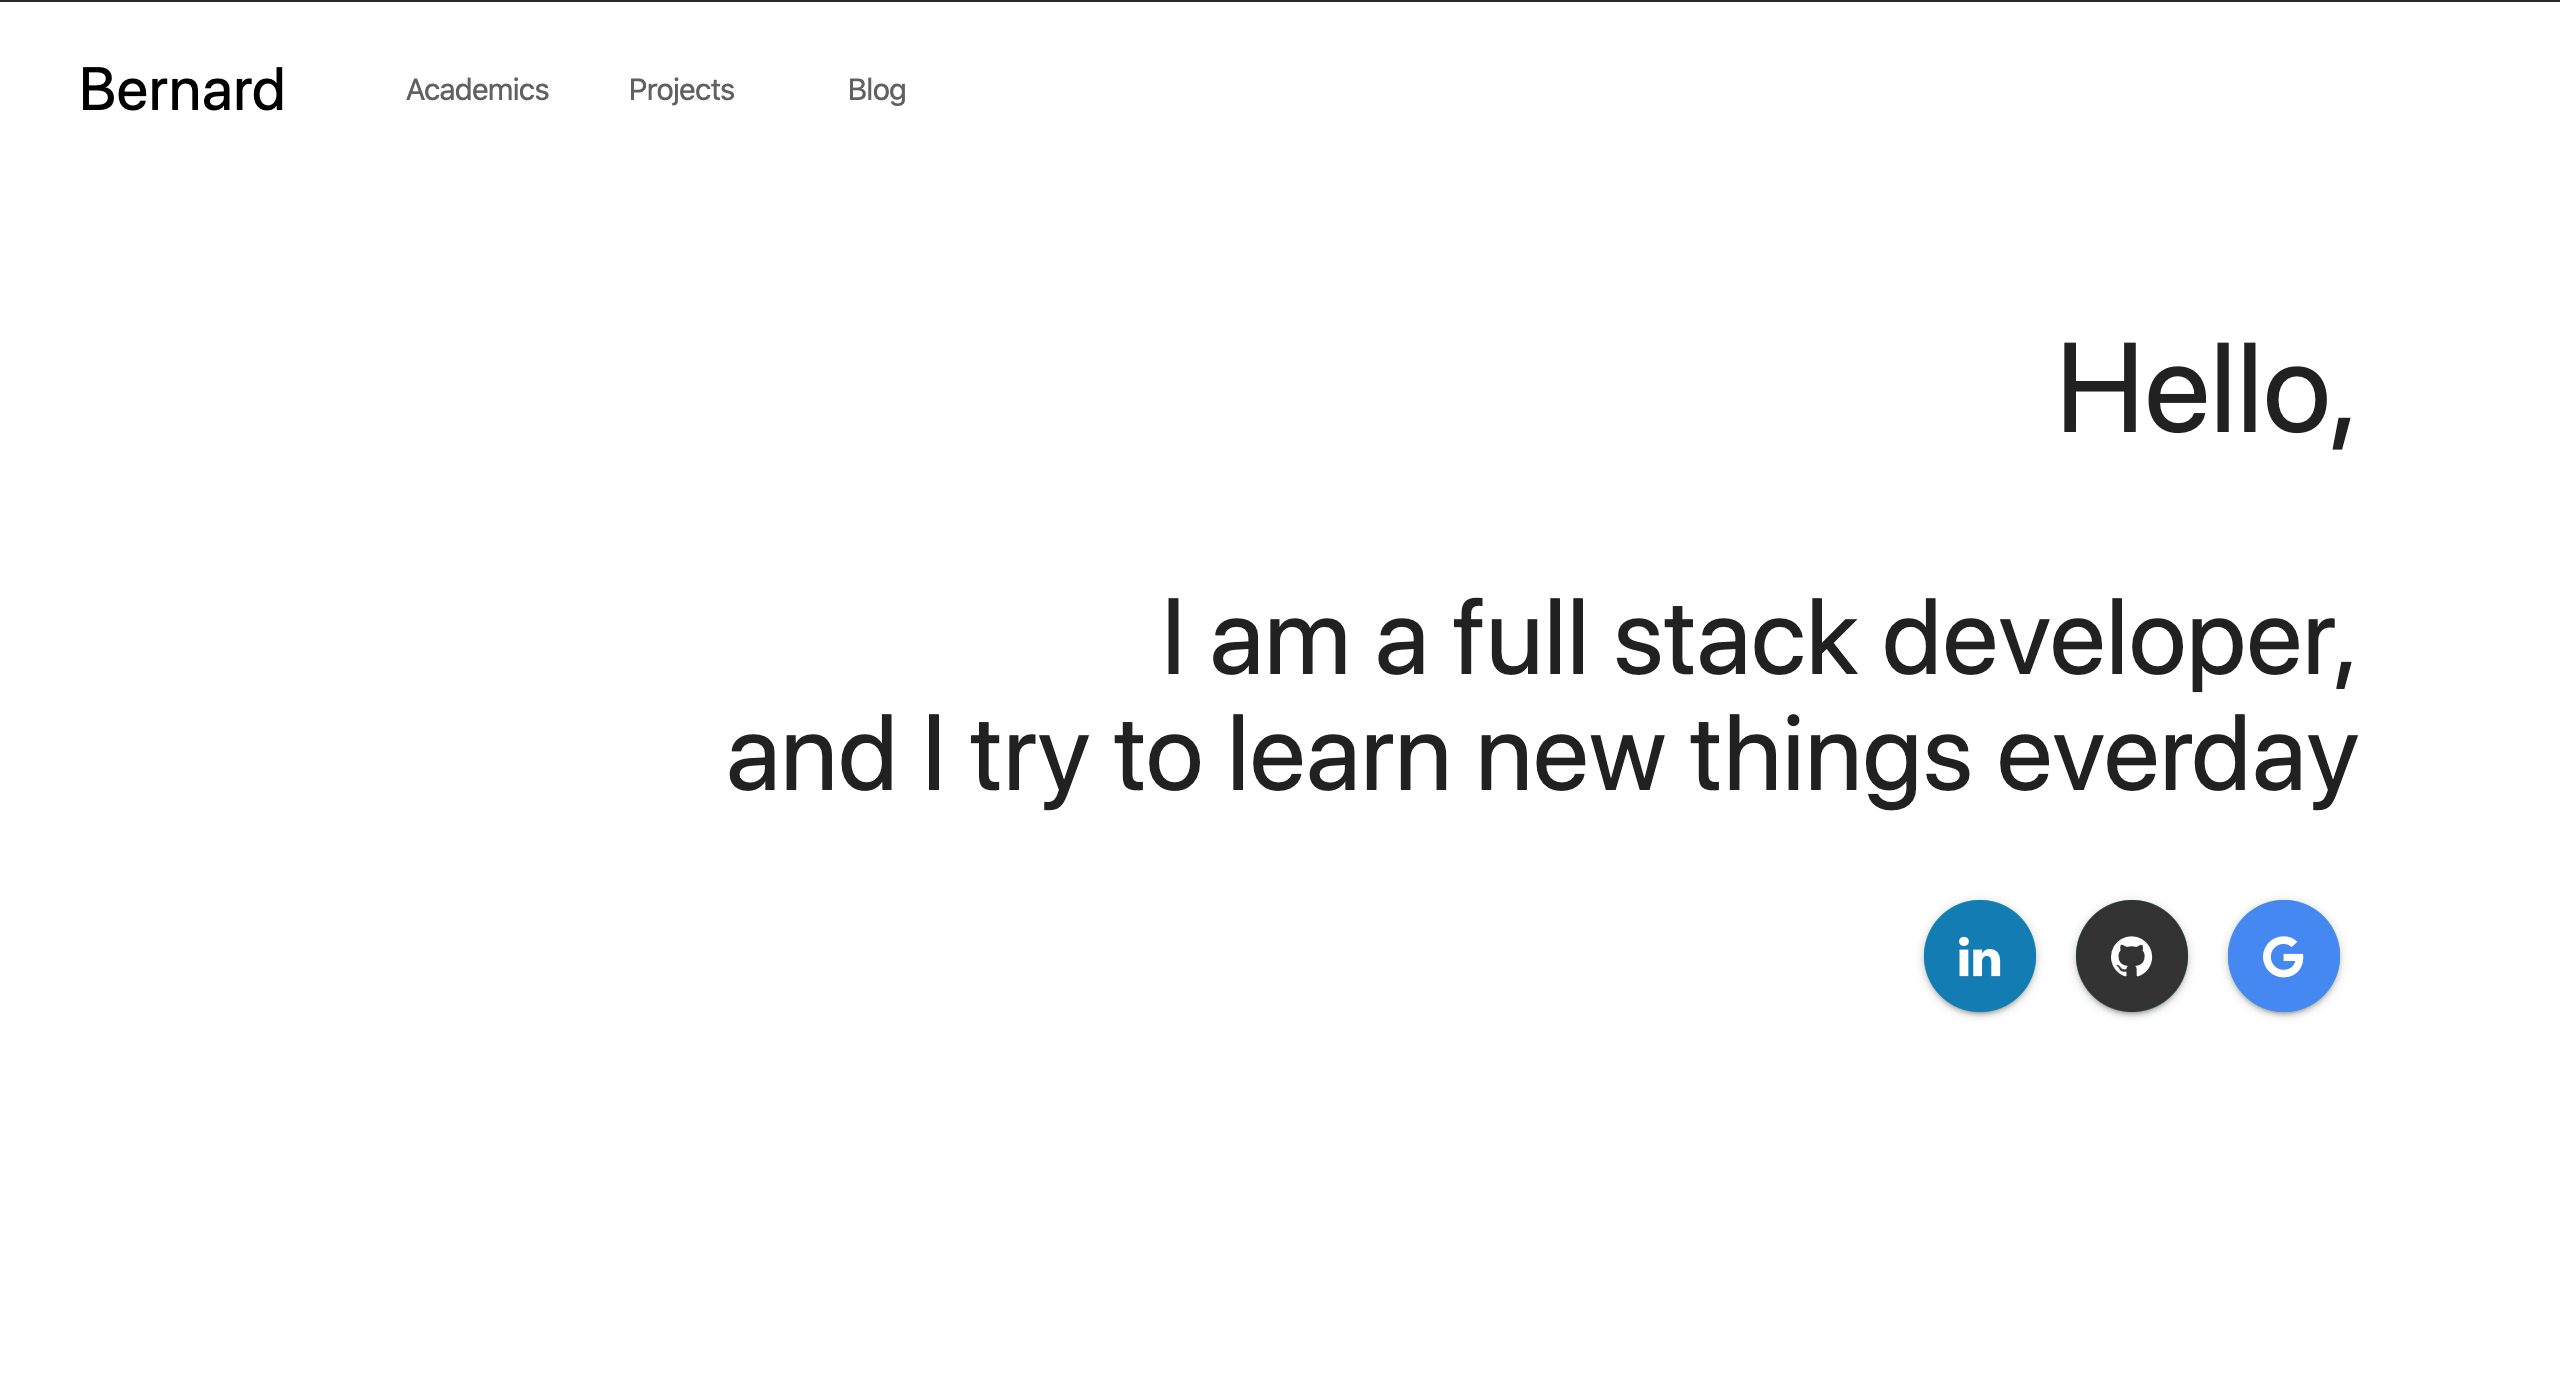 Bernard Academics Projects Blog
Hello,
I am a full stack developer,
and I try to learn new things everday
in G